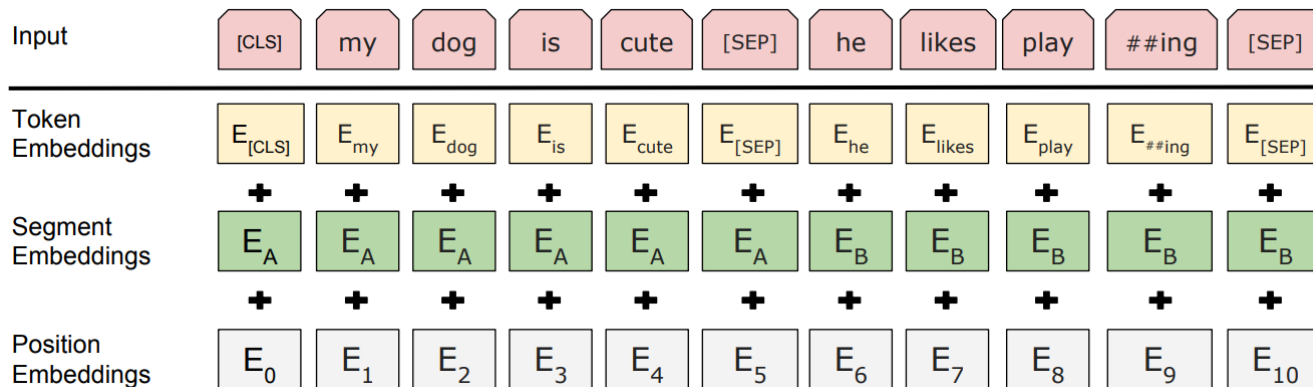 Input [CLS] my dog is cute [SEP] he likes play ##ing [SEP]
Token Embeddings E[CLS] Emy Edog Eis Ecute E[SEP] Ehe Elikes Eplay E##ing E[SEP]
+ + + + + + + + + + +
Segment Embeddings EA EA EA EA EA EA EB EB EB EB EB
+ + + + + + + + + + +
Position Embeddings E0 E1 E2 E3 E4 E5 E6 E7 E8 E9 E10